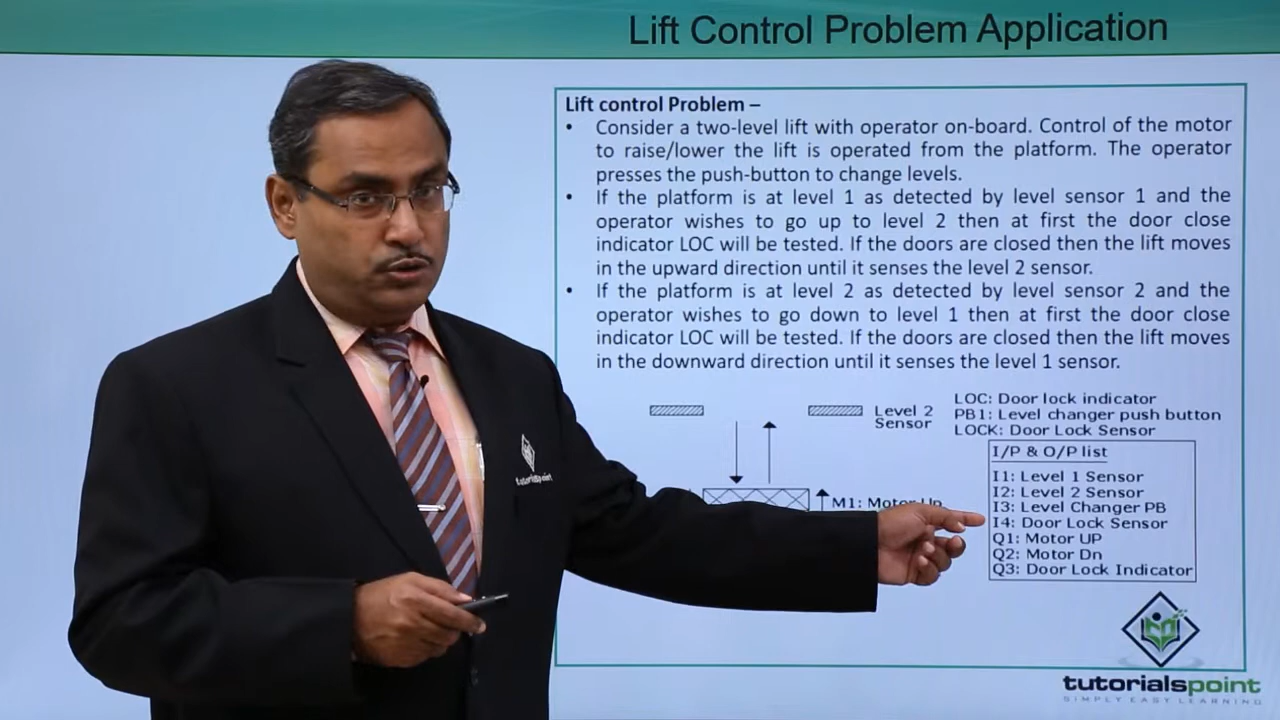 Lift Control Problem Application
Lift control Problem –
• Consider a two-level lift with operator on-board. Control of the motor
to raise/lower the lift is operated from the platform. The operator
presses the push-button to change levels.
• If the platform is at level 1 as detected by level sensor 1 and the
operator wishes to go up to level 2 then at first the door close
indicator LOC will be tested. If the doors are closed then the lift moves
in the upward direction until it senses the level 2 sensor.
• If the platform is at level 2 as detected by level sensor 2 and the
operator wishes to go down to level 1 then at first the door close
indicator LOC will be tested. If the doors are closed then the lift moves
in the downward direction until it senses the level 1 sensor.
Level 2
Sensor
LOC: Door lock indicator
PB1: Level changer push button
LOCK: Door Lock Sensor
M1: Motor Up
I/P & O/P list
I1: Level 1 Sensor
I2: Level 2 Sensor
I3: Level Changer PB
I4: Door Lock Sensor
Q1: Motor UP
Q2: Motor Dn
Q3: Door Lock Indicator
tutorialspoint
tutorialspoint
SIMPLY EASY LEARNING